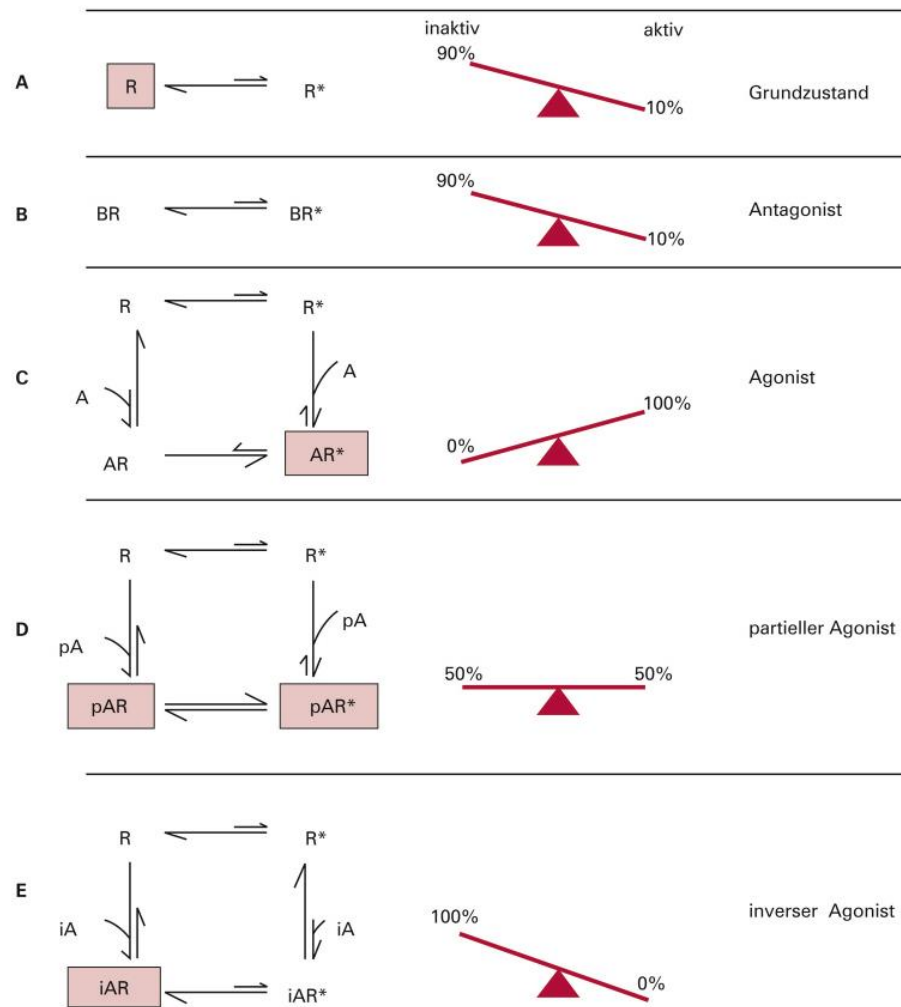 inaktiv aktiv
90%
A R R* 10% Grundzustand
90%
B BR BR* 10% Antagonist
R R*
C A A Agonist
100%
0%
AR AR*
R R*
D pA pA partieller Agonist
50% 50%
pAR pAR*
R R*
E iA iA inverser Agonist
100%
0%
iAR iAR*